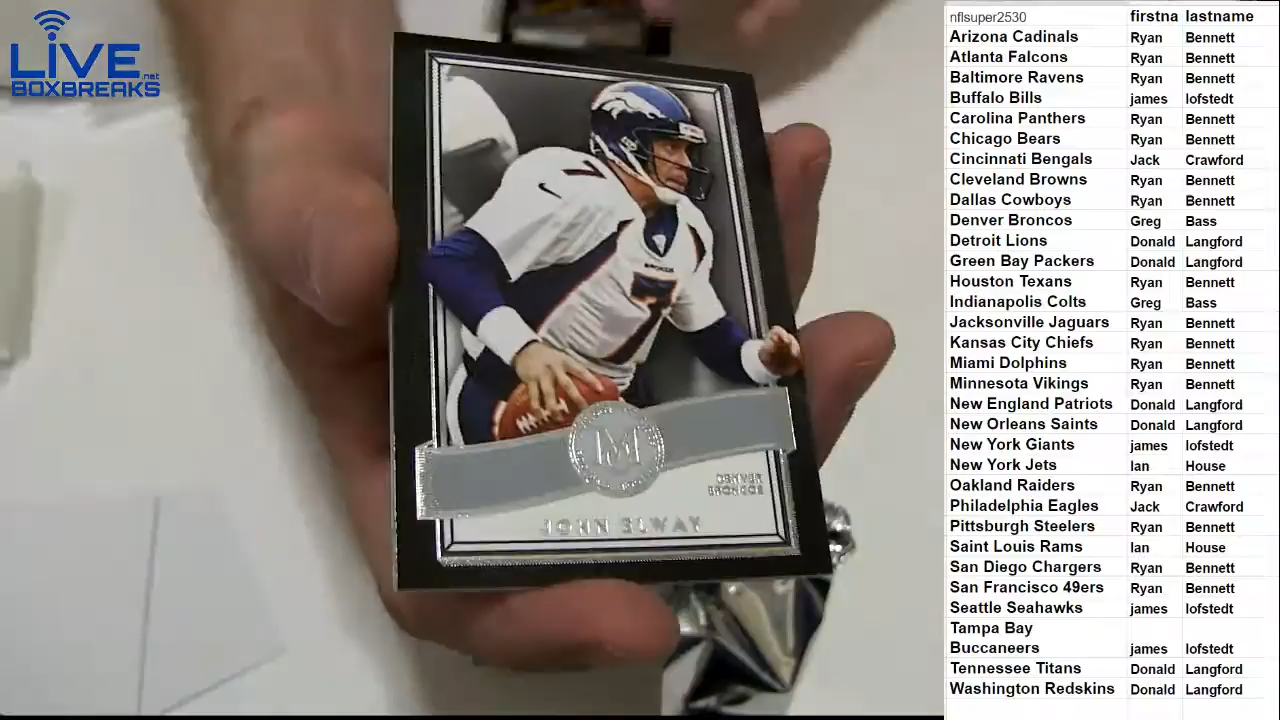 LIVE
.net
BOXBREAKS
7
7
BRONCOS
M
DENVER
BRONCOS
JOHN ELWAY
nflsuper2530 firstna lastname
Arizona Cadinals Ryan Bennett
Atlanta Falcons Ryan Bennett
Baltimore Ravens Ryan Bennett
Buffalo Bills james lofstedt
Carolina Panthers Ryan Bennett
Chicago Bears Ryan Bennett
Cincinnati Bengals Jack Crawford
Cleveland Browns Ryan Bennett
Dallas Cowboys Ryan Bennett
Denver Broncos Greg Bass
Detroit Lions Donald Langford
Green Bay Packers Donald Langford
Houston Texans Ryan Bennett
Indianapolis Colts Greg Bass
Jacksonville Jaguars Ryan Bennett
Kansas City Chiefs Ryan Bennett
Miami Dolphins Ryan Bennett
Minnesota Vikings Ryan Bennett
New England Patriots Donald Langford
New Orleans Saints Donald Langford
New York Giants james lofstedt
New York Jets Ian House
Oakland Raiders Ryan Bennett
Philadelphia Eagles Jack Crawford
Pittsburgh Steelers Ryan Bennett
Saint Louis Rams Ian House
San Diego Chargers Ryan Bennett
San Francisco 49ers Ryan Bennett
Seattle Seahawks james lofstedt
Tampa Bay
Buccaneers james lofstedt
Tennessee Titans Donald Langford
Washington Redskins Donald Langford